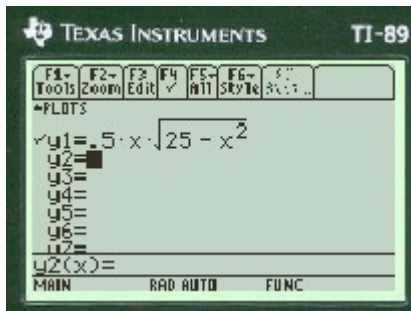 TEXAS INSTRUMENTS TI-89
F1 Tools F2 Zoom F3 Edit F4 ✓ F5 All F6 Style
PLOTS
✓y1=.5·x·√25 - x²
y2=
y3=
y4=
y5=
y6=
y7=
y2(x)=
MAIN RAD AUTO FUNC